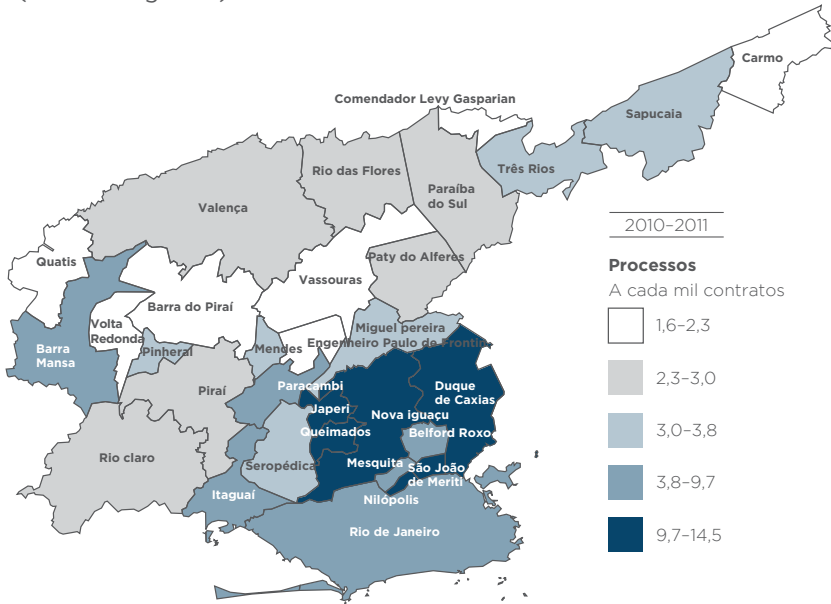 Carmo
Comendador Levy Gasparian
Sapucaia
Três Rios
Rio das Flores
Paraíba
do Sul
Valença
2010–2011
Paty do Alferes
Quatis
Vassouras
Processos
A cada mil contratos
Barra do Piraí
Volta
Redonda
1,6–2,3
Miguel pereira
Engenheiro Paulo de Frontin
Barra
Mansa
Pinheral
Mendes
2,3–3,0
Piraí
Paracambi
Duque
de Caxias
Japeri
Nova iguaçu
3,0–3,8
Queimados
Belford Roxo
Rio claro
Seropédica
Mesquita
São João
de Meriti
3,8–9,7
Itaguaí
Nilópolis
Rio de Janeiro
9,7–14,5